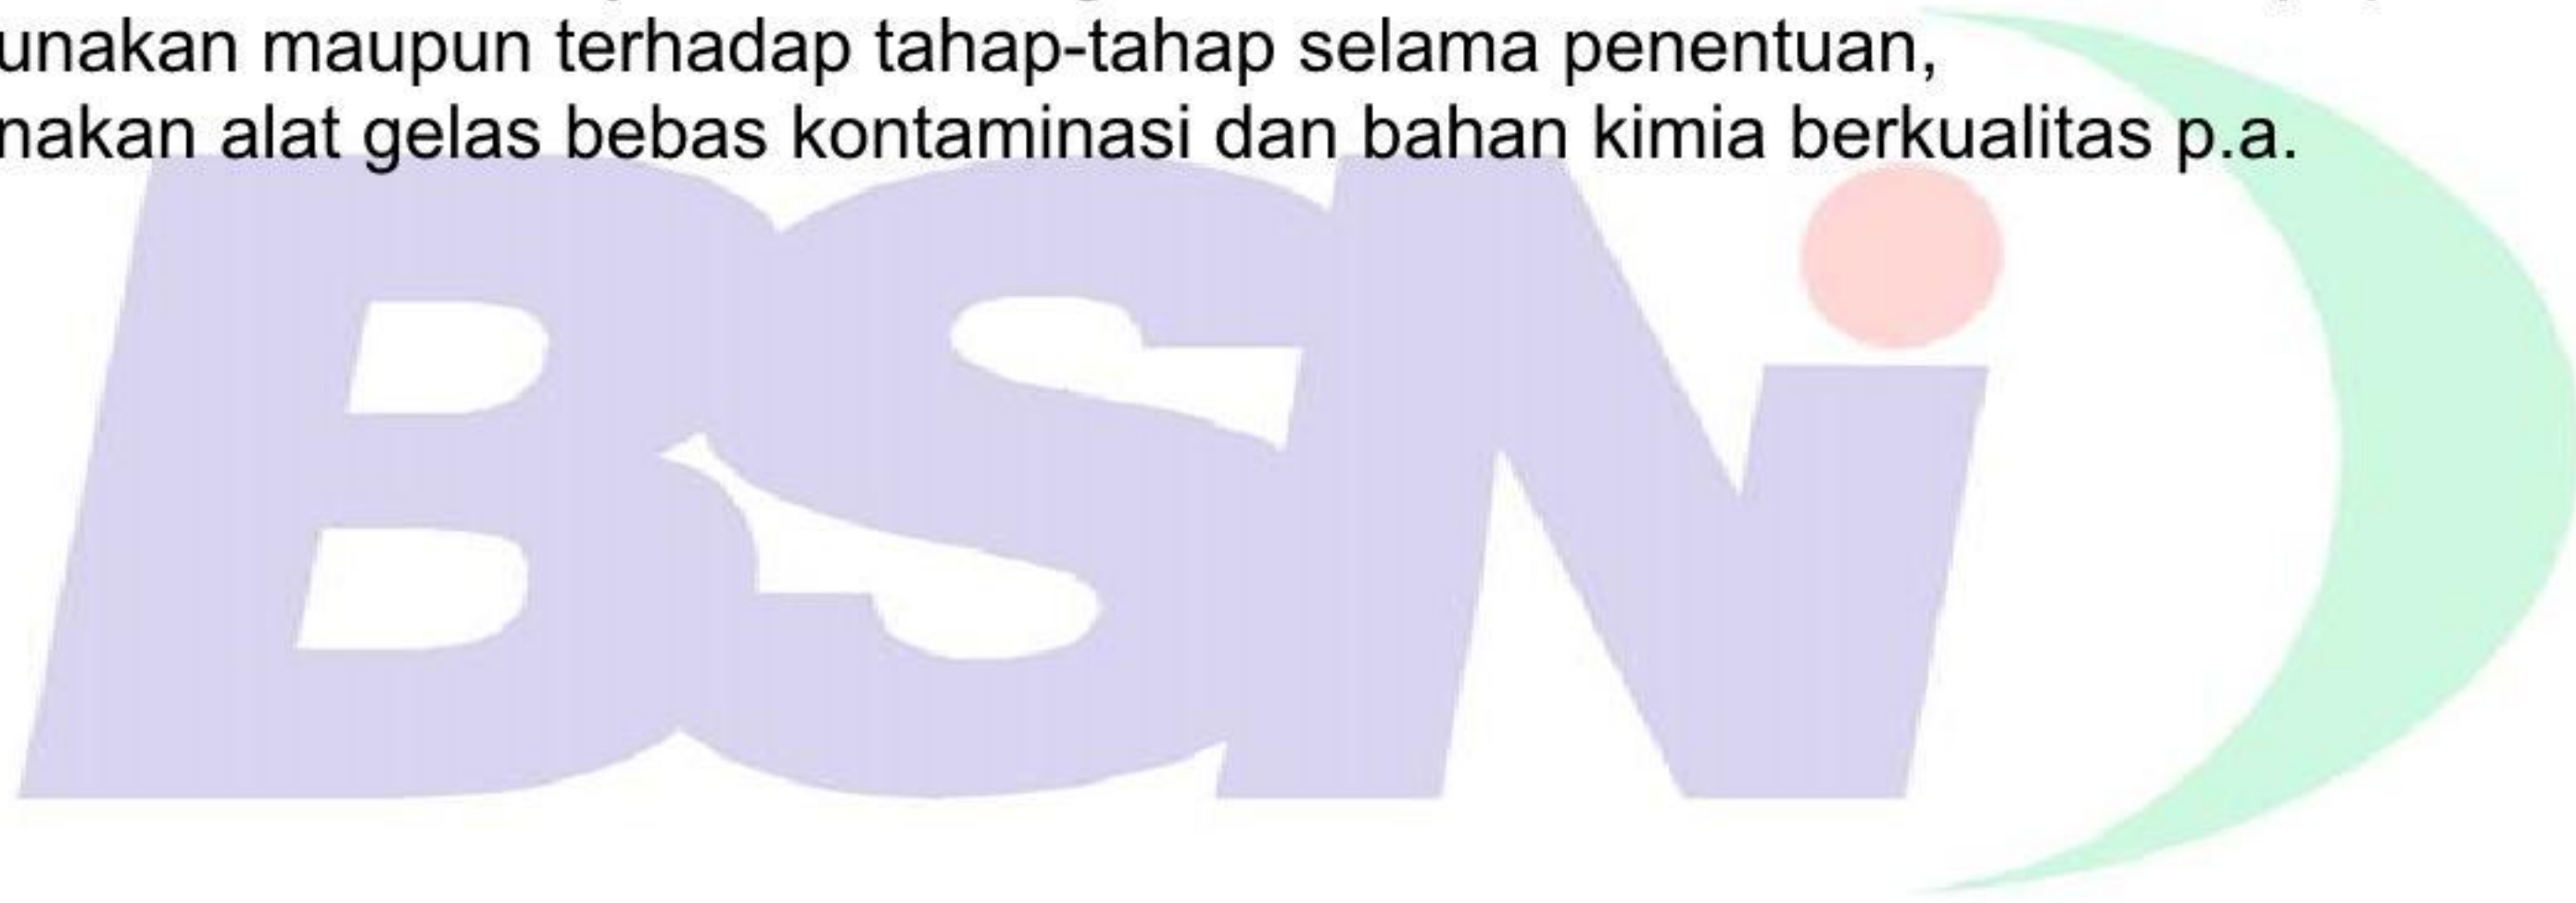 unakan maupun terhadap tahap-tahap selama penentuan,
nakan alat gelas bebas kontaminasi dan bahan kimia berkualitas p.a.
BSN